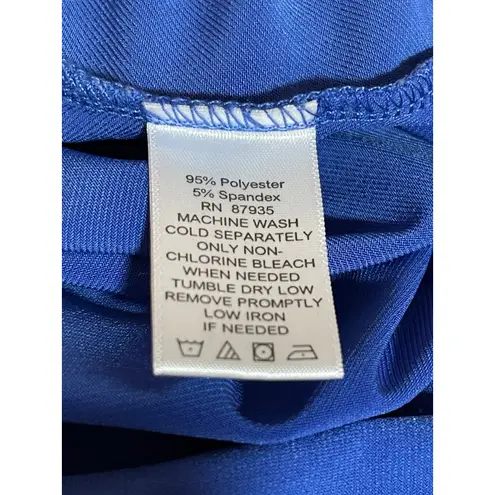 95% Polyester
5% Spandex
RN 87935
MACHINE WASH
COLD SEPARATELY
ONLY NON-
CHLORINE BLEACH
WHEN NEEDED
TUMBLE DRY LOW
REMOVE PROMPTLY
LOW IRON
IF NEEDED